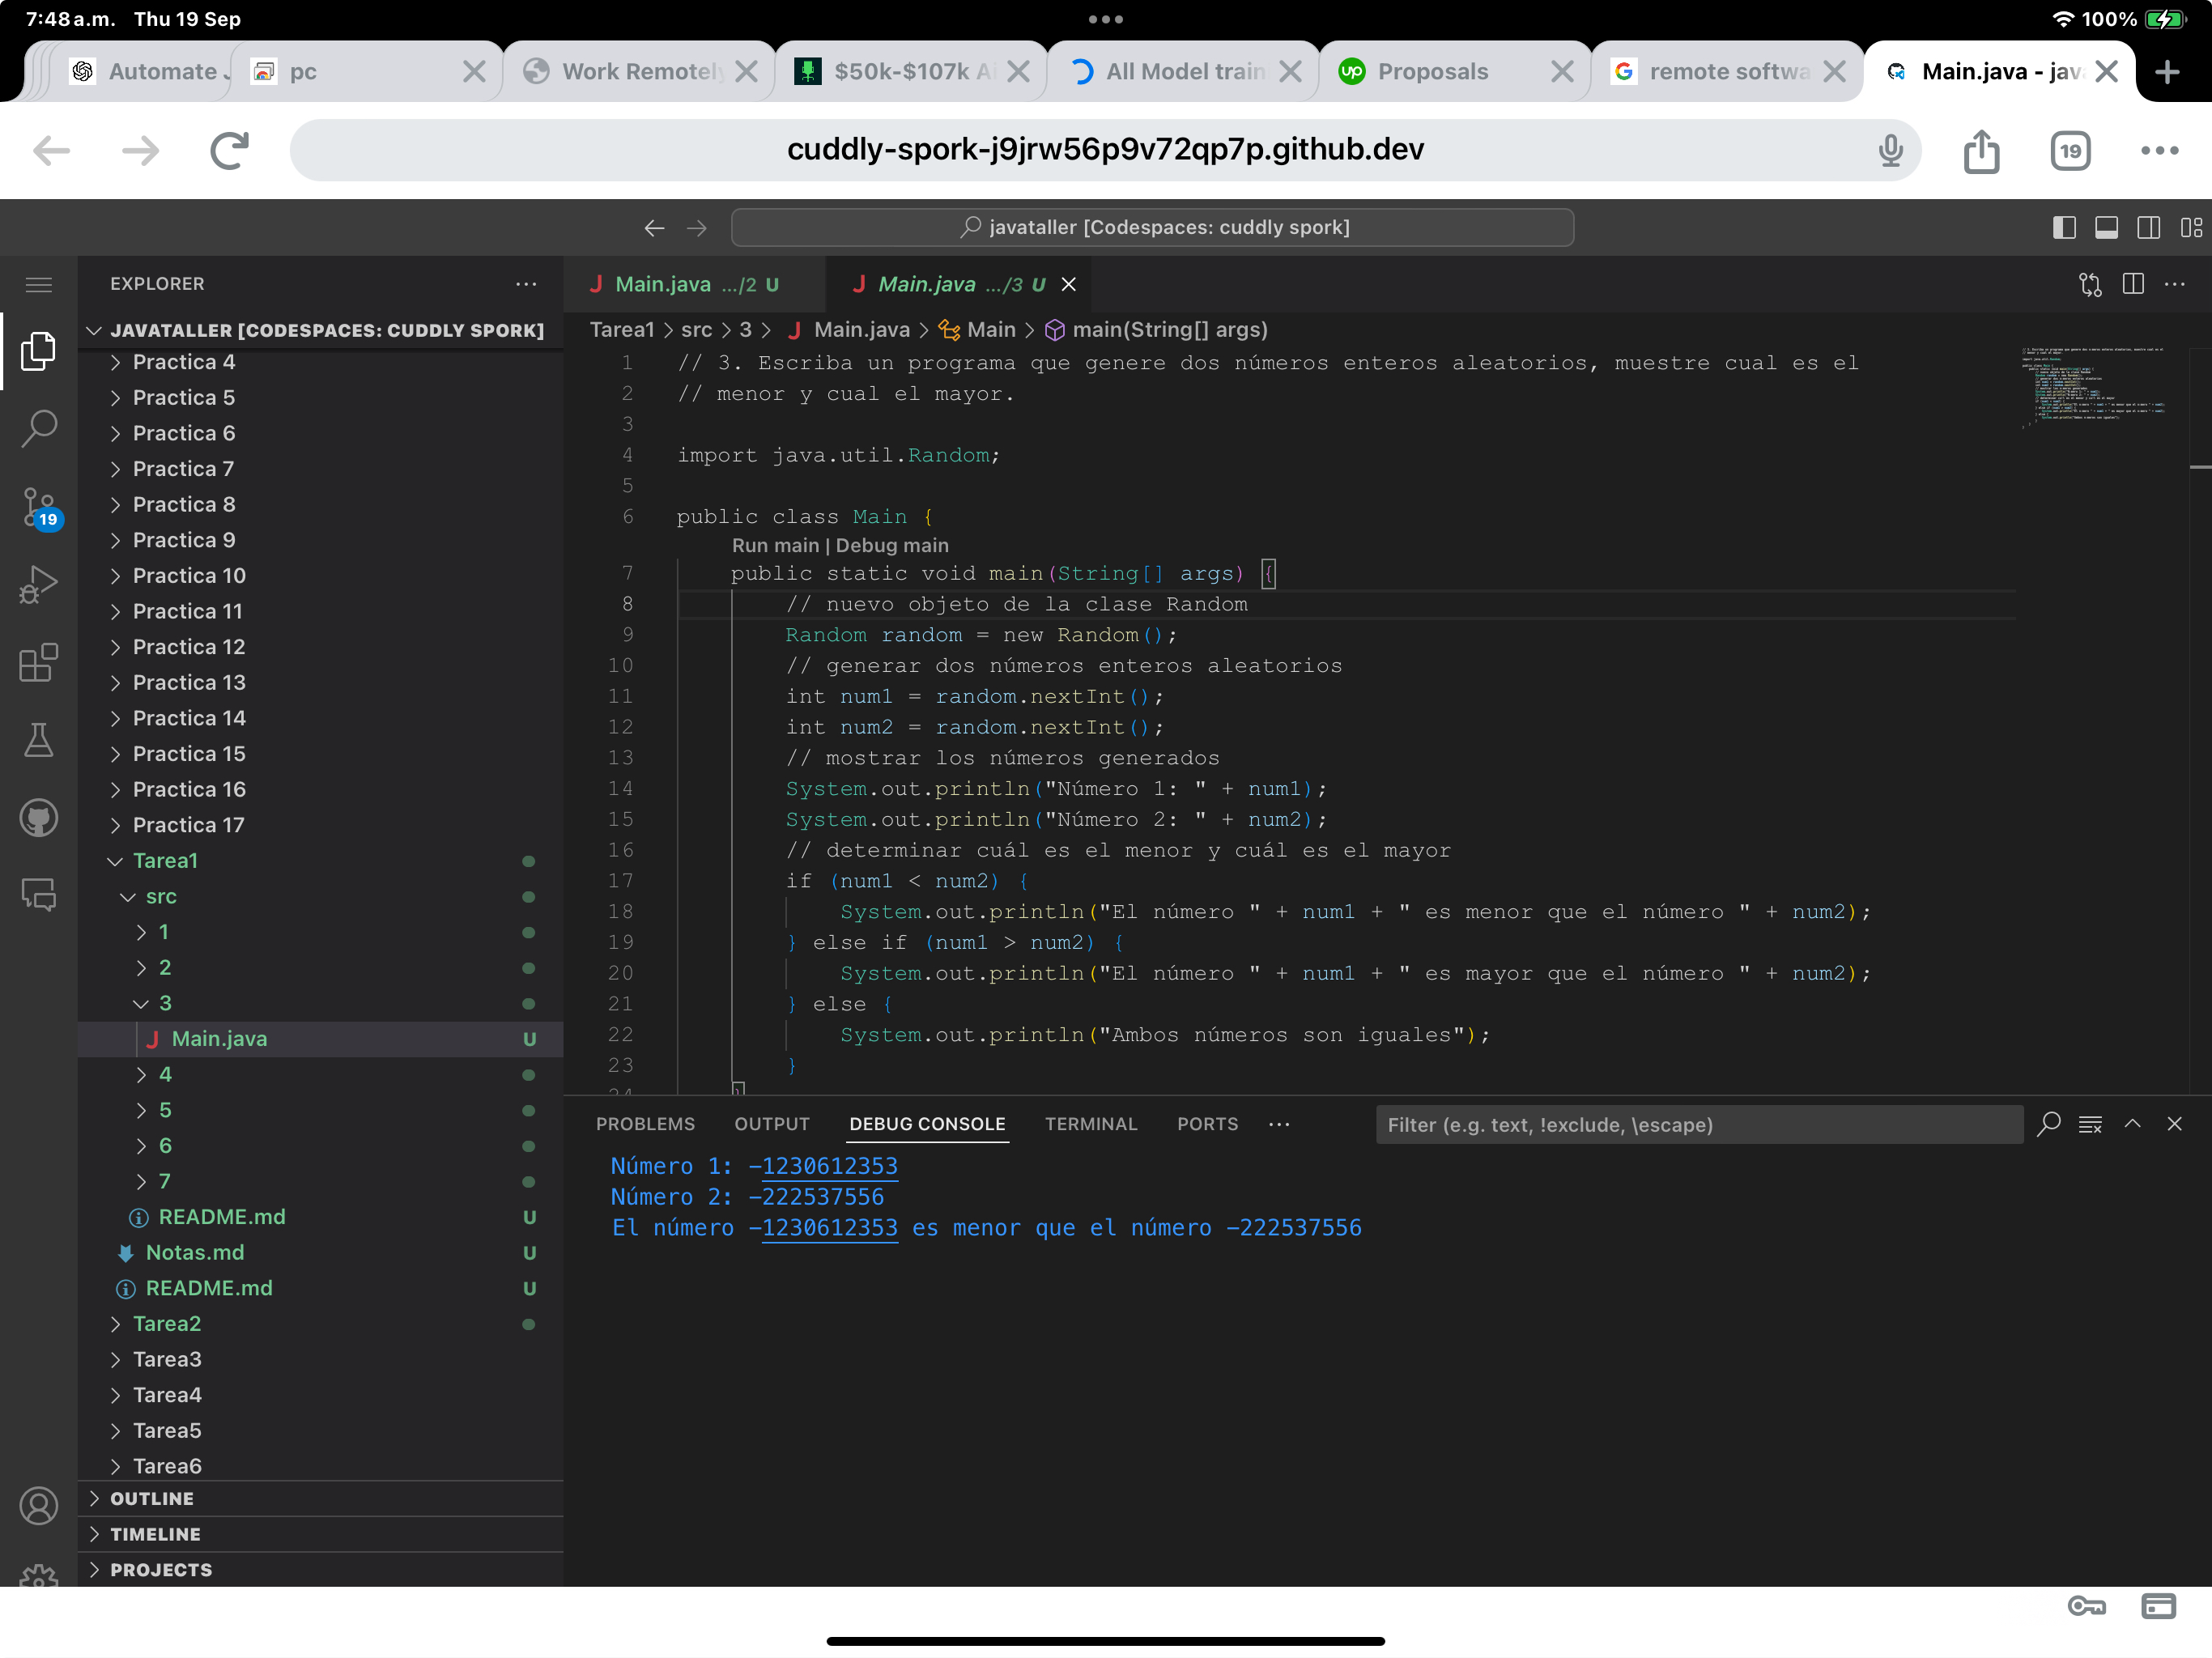 7:48 a.m. Thu 19 Sep
100%
Automate
pc
Work Remotely
$50k-$107k Ai
All Model train
Proposals
remote softwa
Main.java - jav
cuddly-spork-j9jrw56p9v72qp7p.github.dev
19
javataller [Codespaces: cuddly spork]
EXPLORER
JAVATALLER [CODESPACES: CUDDLY SPORK]
Practica 4
Practica 5
Practica 6
Practica 7
Practica 8
19
Practica 9
Practica 10
Practica 11
Practica 12
Practica 13
Practica 14
Practica 15
Practica 16
Practica 17
Tarea1
src
1
2
3
Main.java U
4
5
6
7
README.md U
Notas.md U
README.md U
Tarea2
Tarea3
Tarea4
Tarea5
Tarea6
OUTLINE
TIMELINE
PROJECTS
Main.java .../2 U
Main.java .../3 U
Tarea1 > src > 3 > Main.java > Main > main(String[] args)
1 // 3. Escriba un programa que genere dos números enteros aleatorios, muestre cual es el
2 // menor y cual el mayor.
3
4 import java.util.Random;
5
6 public class Main {
Run main | Debug main
7 public static void main(String[] args) {
8 // nuevo objeto de la clase Random
9 Random random = new Random();
10 // generar dos números enteros aleatorios
11 int num1 = random.nextInt();
12 int num2 = random.nextInt();
13 // mostrar los números generados
14 System.out.println("Número 1: " + num1);
15 System.out.println("Número 2: " + num2);
16 // determinar cuál es el menor y cuál es el mayor
17 if (num1 < num2) {
18 System.out.println("El número " + num1 + " es menor que el número " + num2);
19 } else if (num1 > num2) {
20 System.out.println("El número " + num1 + " es mayor que el número " + num2);
21 } else {
22 System.out.println("Ambos números son iguales");
23 }
24 }
PROBLEMS OUTPUT DEBUG CONSOLE TERMINAL PORTS
Filter (e.g. text, !exclude, \escape)
Número 1: -1230612353
Número 2: -222537556
El número -1230612353 es menor que el número -222537556